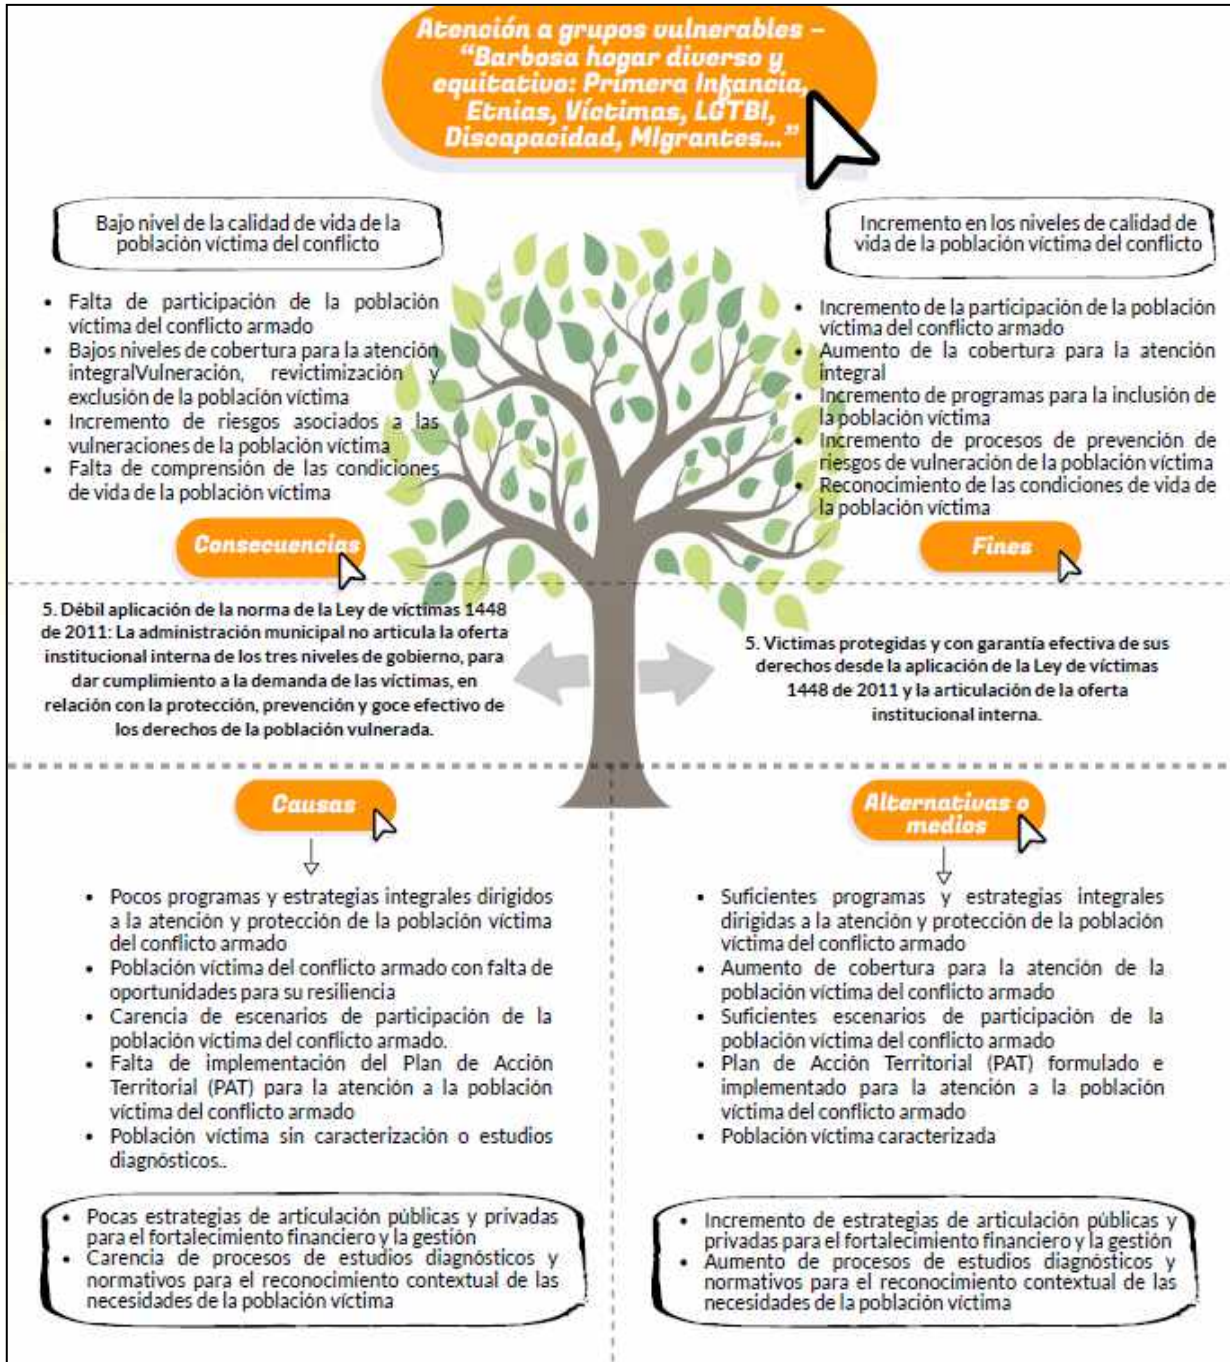 Atención a grupos vulnerables –
“Barbosa hogar diverso y
equitativo: Primera Infancia,
Etnias, Víctimas, LGTBI,
Discapacidad, MIgrantes...”
Bajo nivel de la calidad de vida de la
población víctima del conflicto
• Falta de participación de la población
víctima del conflicto armado
• Bajos niveles de cobertura para la atención
integralVulneración, revictimización y
exclusión de la población víctima
• Incremento de riesgos asociados a las
vulneraciones de la población víctima
• Falta de comprensión de las condiciones
de vida de la población víctima
Consecuencias
Incremento en los niveles de calidad de
vida de la población víctima del conflicto
• Incremento de la participación de la población
víctima del conflicto armado
• Aumento de la cobertura para la atención
integral
• Incremento de programas para la inclusión de
la población víctima
• Incremento de procesos de prevención de
riesgos de vulneración de la población víctima
• Reconocimiento de las condiciones de vida de
la población víctima
Fines
5. Débil aplicación de la norma de la Ley de víctimas 1448
de 2011: La administración municipal no articula la oferta
institucional interna de los tres niveles de gobierno, para
dar cumplimiento a la demanda de las víctimas, en
relación con la protección, prevención y goce efectivo de
los derechos de la población vulnerada.
5. Victimas protegidas y con garantía efectiva de sus
derechos desde la aplicación de la Ley de víctimas
1448 de 2011 y la articulación de la oferta
institucional interna.
Causas
• Pocos programas y estrategias integrales dirigidos
a la atención y protección de la población víctima
del conflicto armado
• Población víctima del conflicto armado con falta de
oportunidades para su resiliencia
• Carencia de escenarios de participación de la
población víctima del conflicto armado.
• Falta de implementación del Plan de Acción
Territorial (PAT) para la atención a la población
víctima del conflicto armado
• Población víctima sin caracterización o estudios
diagnósticos..
• Pocas estrategias de articulación públicas y privadas
para el fortalecimiento financiero y la gestión
• Carencia de procesos de estudios diagnósticos y
normativos para el reconocimiento contextual de las
necesidades de la población víctima
Alternativas o
medios
• Suficientes programas y estrategias integrales
dirigidas a la atención y protección de la población
víctima del conflicto armado
• Aumento de cobertura para la atención de la
población víctima del conflicto armado
• Suficientes escenarios de participación de la
población víctima del conflicto armado
• Plan de Acción Territorial (PAT) formulado e
implementado para la atención a la población
víctima del conflicto armado
• Población víctima caracterizada
• Incremento de estrategias de articulación públicas y
privadas para el fortalecimiento financiero y la gestión
• Aumento de procesos de estudios diagnósticos y
normativos para el reconocimiento contextual de las
necesidades de la población víctima